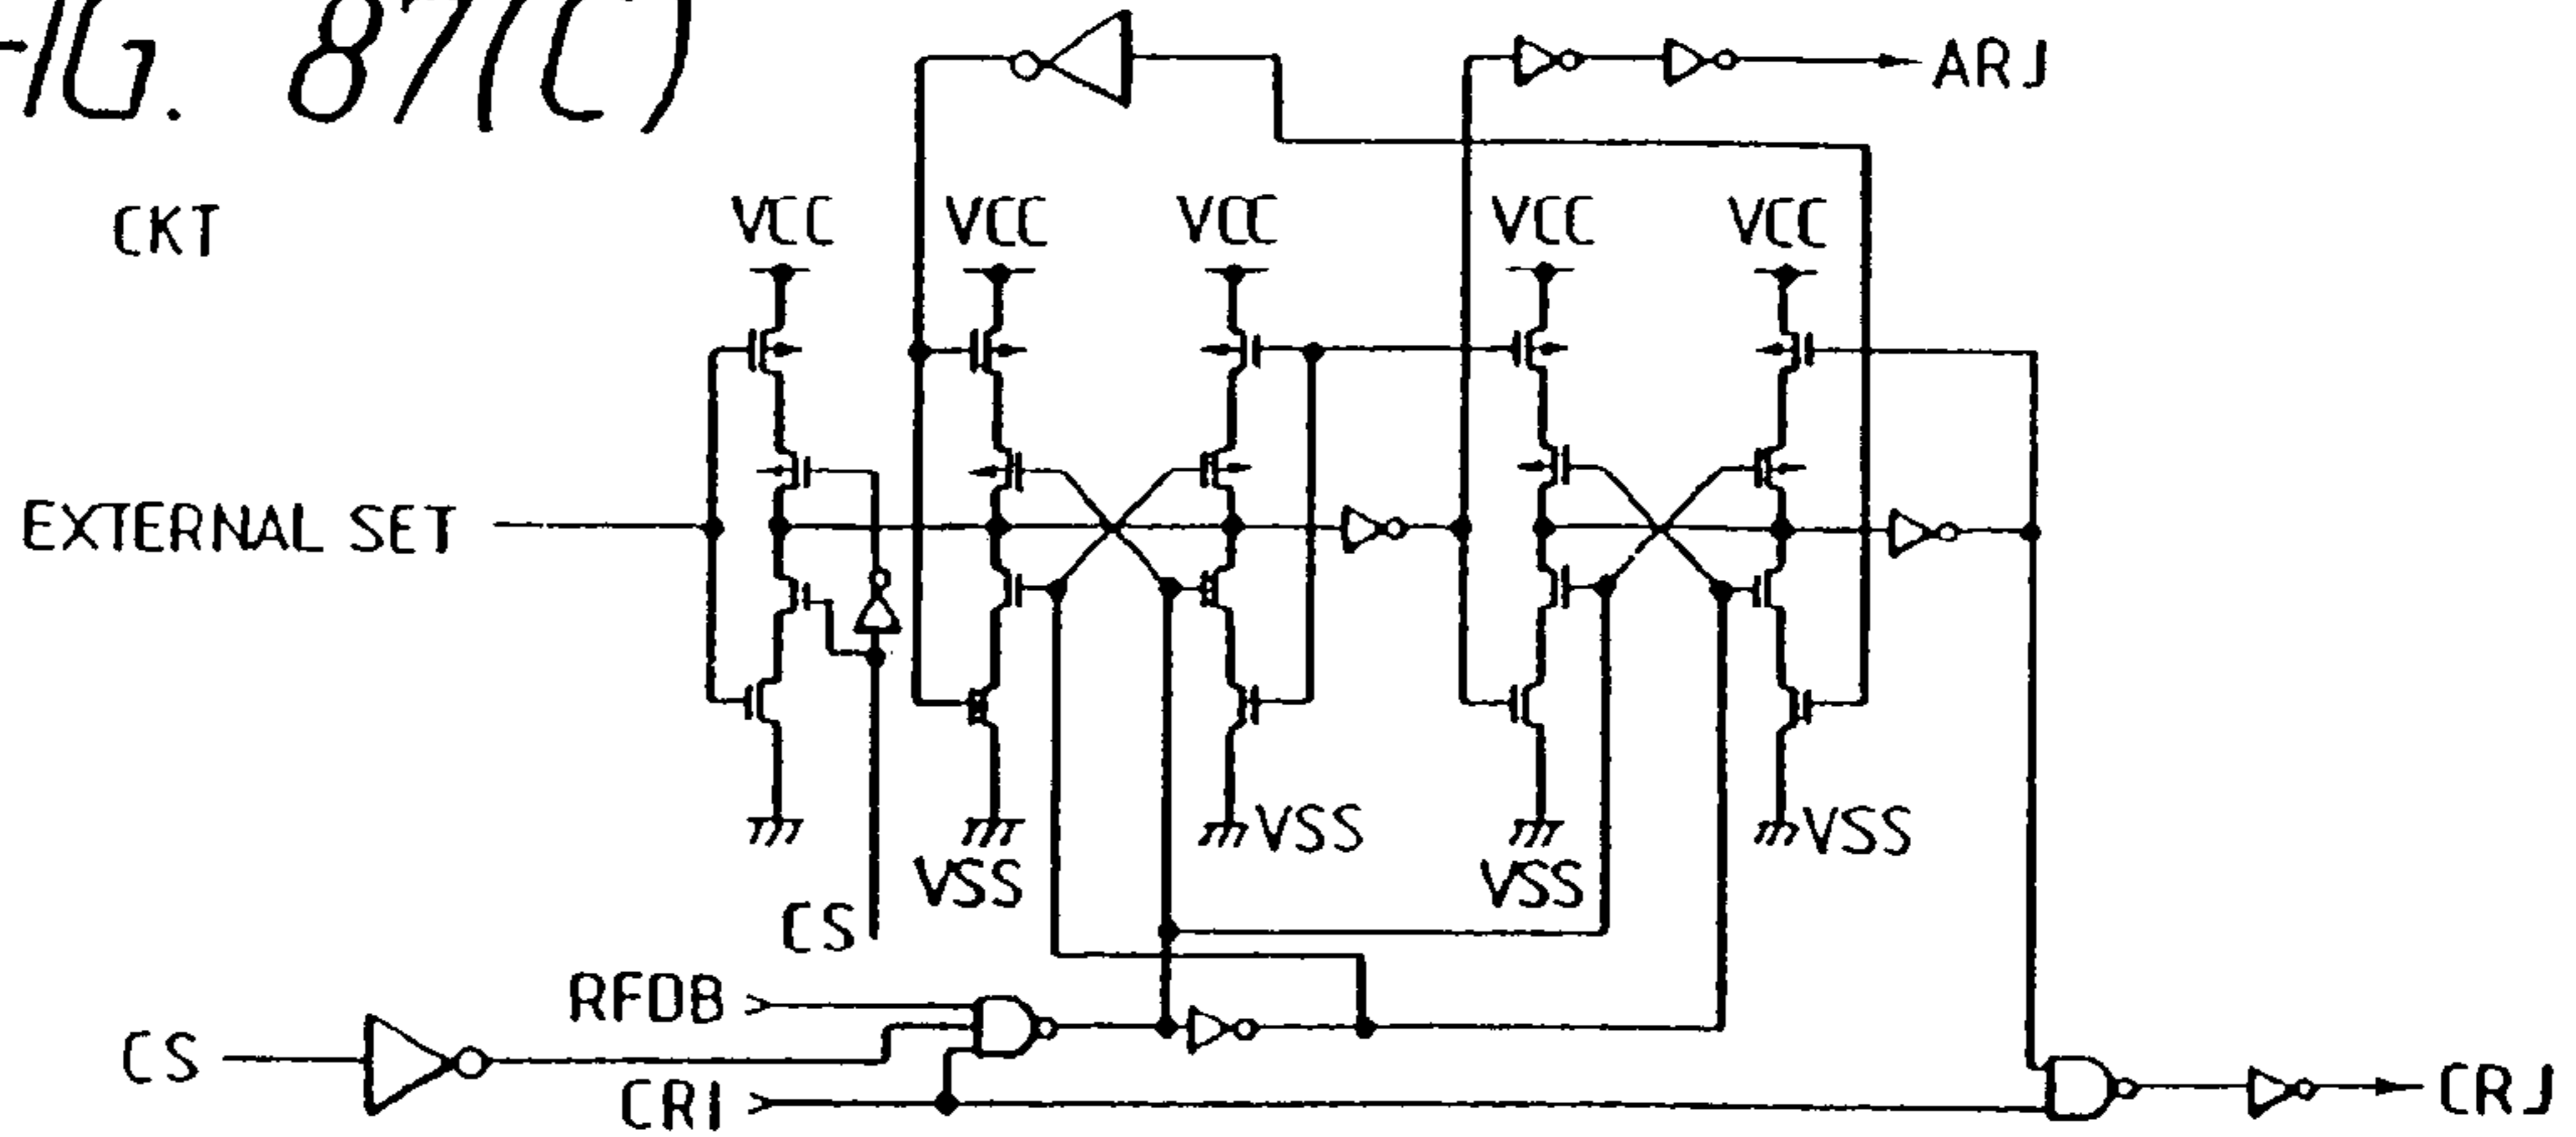 FIG. 87(C)
ARJ
CKT
VCC VCC VCC VCC VCC
EXTERNAL SET
VSS VSS
VSS VSS
CS
RFDB
CS
CRI
CRJ